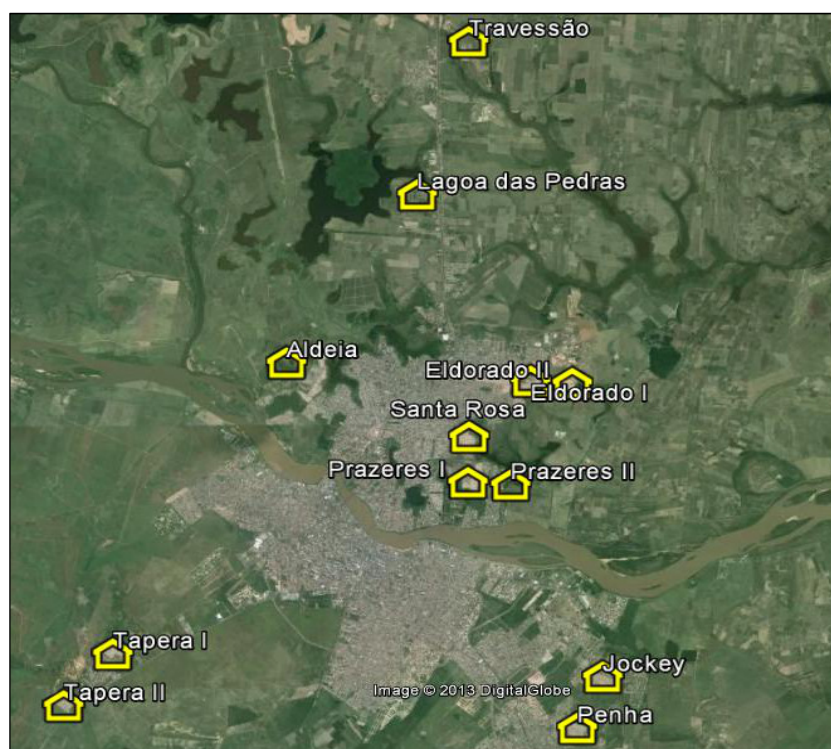 Travessão
Lagoa das Pedras
Aldeia
Eldorado II
Eldorado I
Santa Rosa
Prazeres I
Prazeres II
Tapera I
Jockey
Tapera II
Image © 2013 DigitalGlobe
Penha